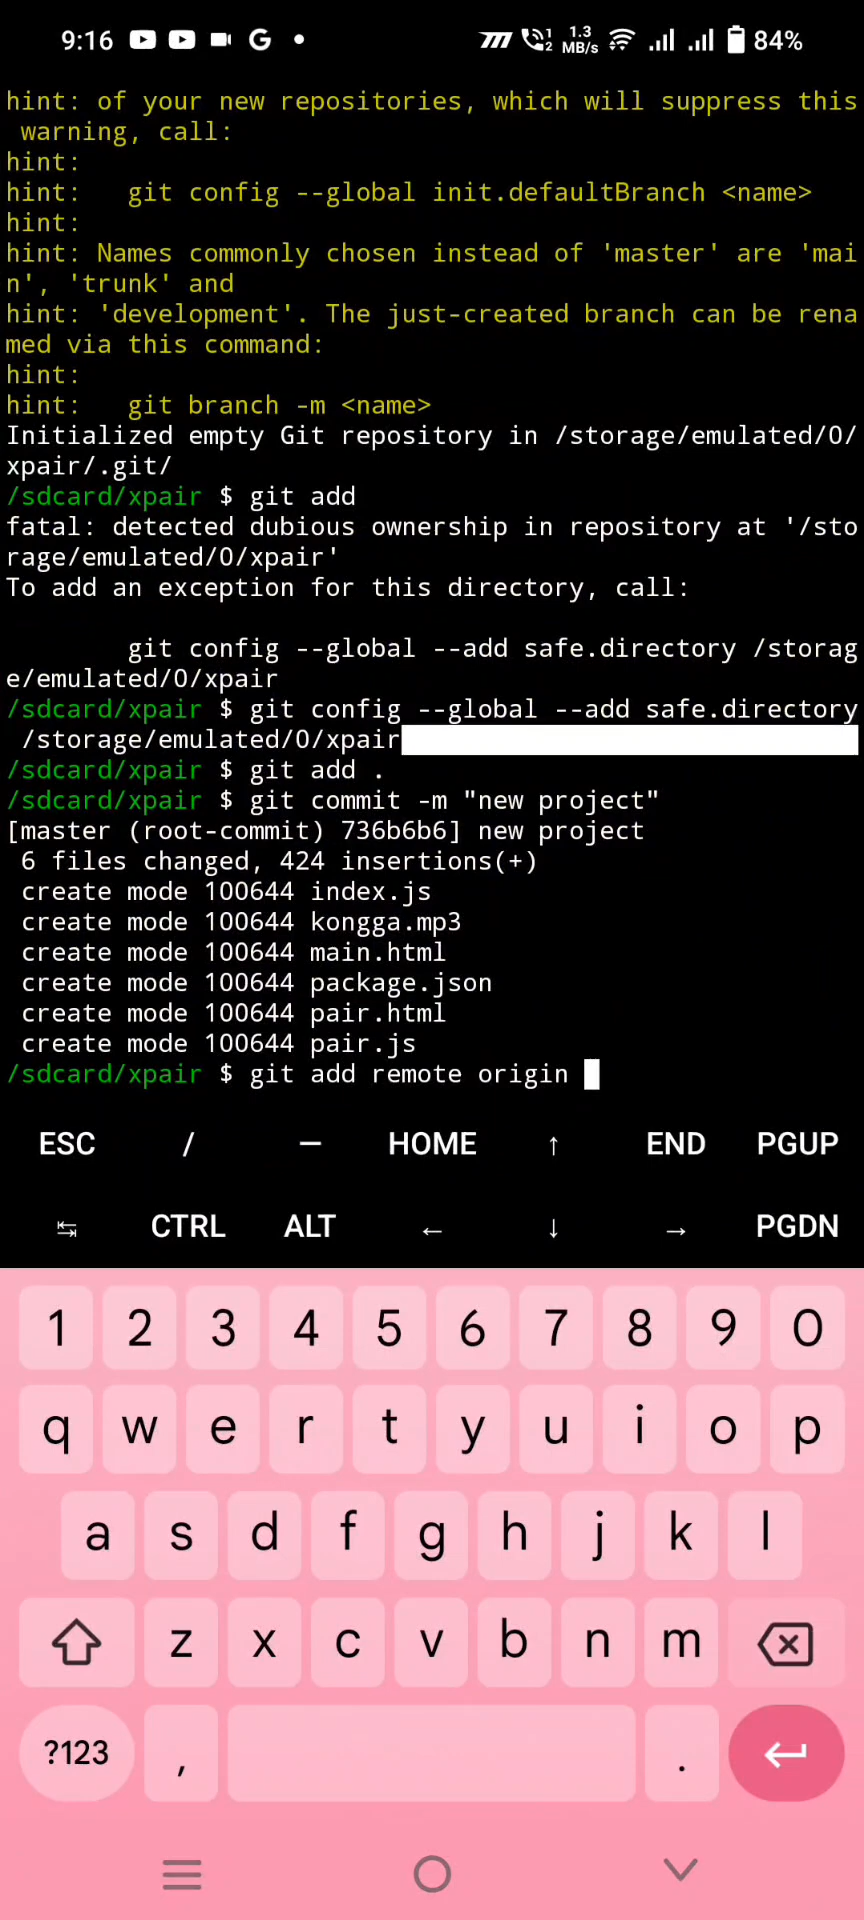 9:16
1.3 MB/s
84%
hint: of your new repositories, which will suppress this
warning, call:
hint:
hint:   git config --global init.defaultBranch <name>
hint:
hint: Names commonly chosen instead of 'master' are 'mai
n', 'trunk' and
hint: 'development'. The just-created branch can be rena
med via this command:
hint:
hint:   git branch -m <name>
Initialized empty Git repository in /storage/emulated/0/
xpair/.git/
/sdcard/xpair $ git add
fatal: detected dubious ownership in repository at '/sto
rage/emulated/0/xpair'
To add an exception for this directory, call:
git config --global --add safe.directory /storag
e/emulated/0/xpair
/sdcard/xpair $ git config --global --add safe.directory
/storage/emulated/0/xpair
/sdcard/xpair $ git add .
/sdcard/xpair $ git commit -m "new project"
[master (root-commit) 736b6b6] new project
6 files changed, 424 insertions(+)
create mode 100644 index.js
create mode 100644 kongga.mp3
create mode 100644 main.html
create mode 100644 package.json
create mode 100644 pair.html
create mode 100644 pair.js
/sdcard/xpair $ git add remote origin
ESC / — HOME ↑ END PGUP
↹ CTRL ALT ← ↓ → PGDN
1 2 3 4 5 6 7 8 9 0
q w e r t y u i o p
a s d f g h j k l
z x c v b n m
?123 , .